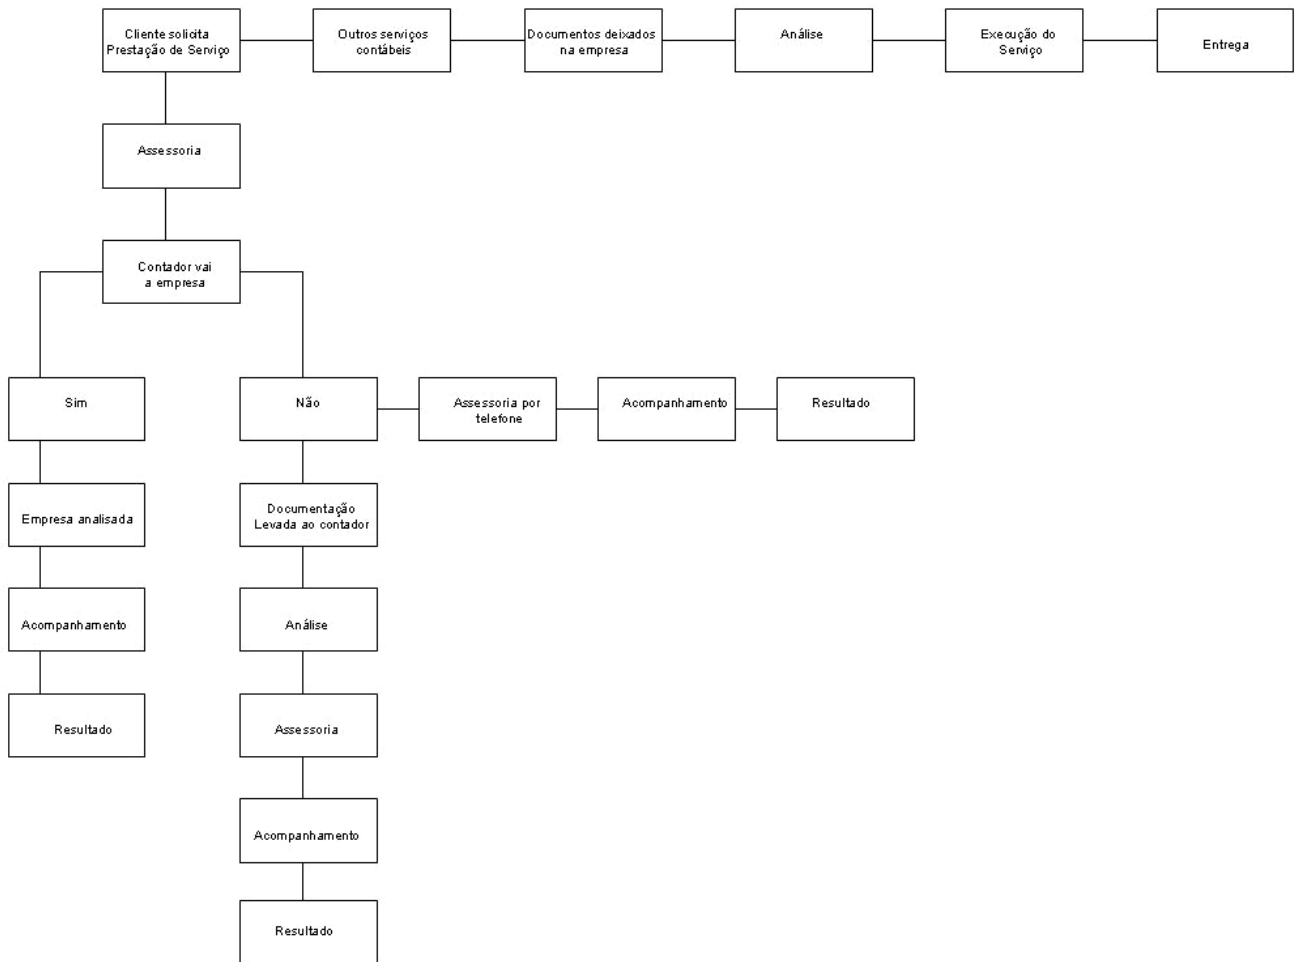 Cliente solicita
Prestação de Serviço
Outros serviços
contábeis
Documentos deixados
na empresa
Análise
Execução do
Serviço
Entrega
Assessoria
Contador vai
a empresa
Sim
Não
Assessoria por
telefone
Acompanhamento
Resultado
Empresa analisada
Documentação
Levada ao contador
Acompanhamento
Análise
Resultado
Assessoria
Acompanhamento
Resultado